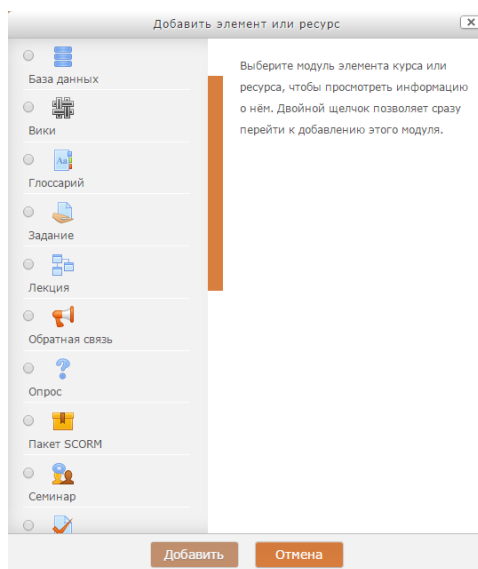 Добавить элемент или ресурс
База данных
Вики
Глоссарий
Задание
Лекция
Обратная связь
Опрос
Пакет SCORM
Семинар
Выберите модуль элемента курса или
ресурса, чтобы просмотреть информацию
о нём. Двойной щелчок позволяет сразу
перейти к добавлению этого модуля.
Добавить
Отмена